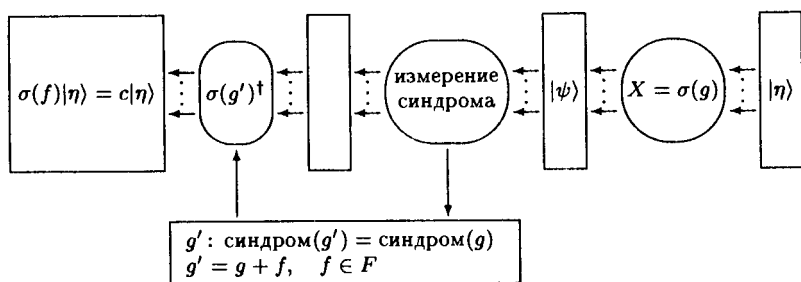 σ(f)|η⟩ = c|η⟩
σ(g′)†
измерение
синдрома
|ψ⟩
X = σ(g)
|η⟩
g′ : синдром(g′) = синдром(g)
g′ = g + f, f ∈ F